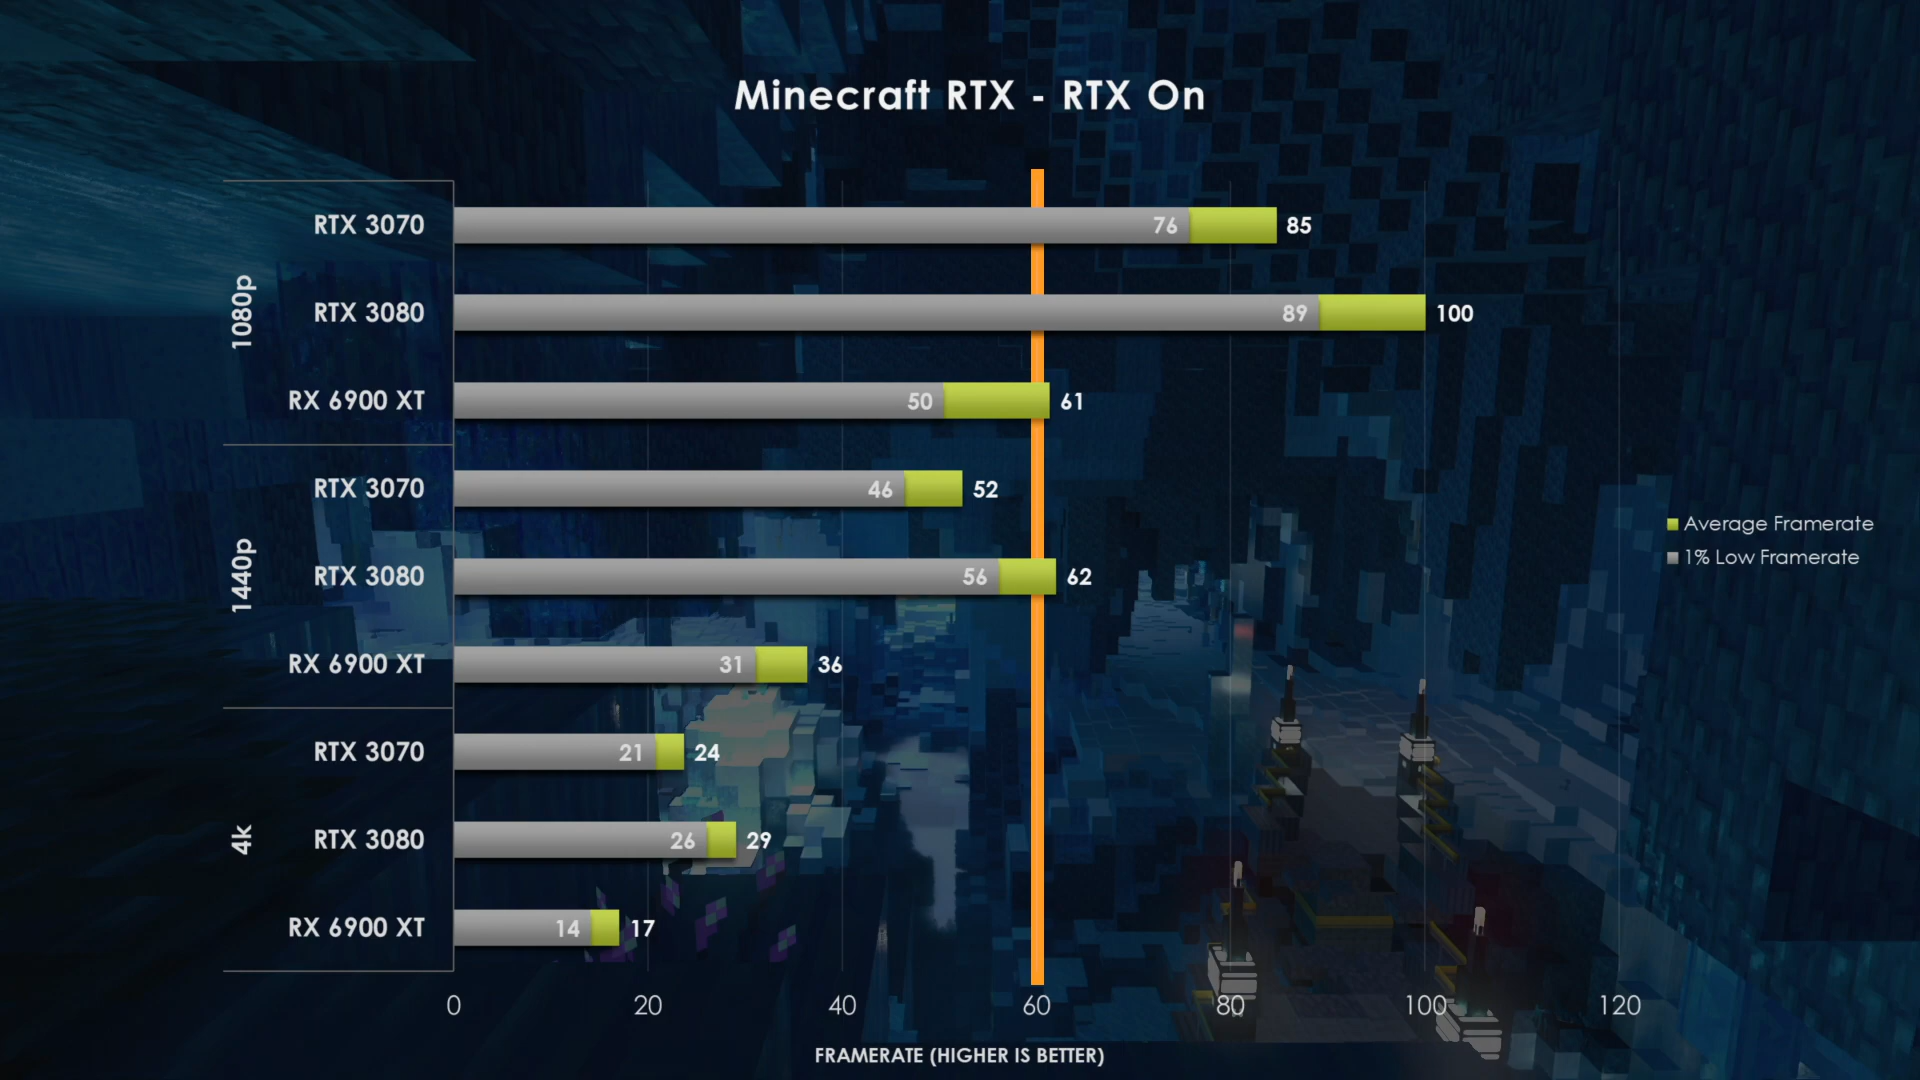 Minecraft RTX - RTX On
1080p
RTX 3070
76
85
RTX 3080
89
100
RX 6900 XT
50
61
1440p
RTX 3070
46
52
RTX 3080
56
62
RX 6900 XT
31
36
4k
RTX 3070
21
24
RTX 3080
26
29
RX 6900 XT
14
17
0 20 40 60 80 100 120
FRAMERATE (HIGHER IS BETTER)
Average Framerate
1% Low Framerate